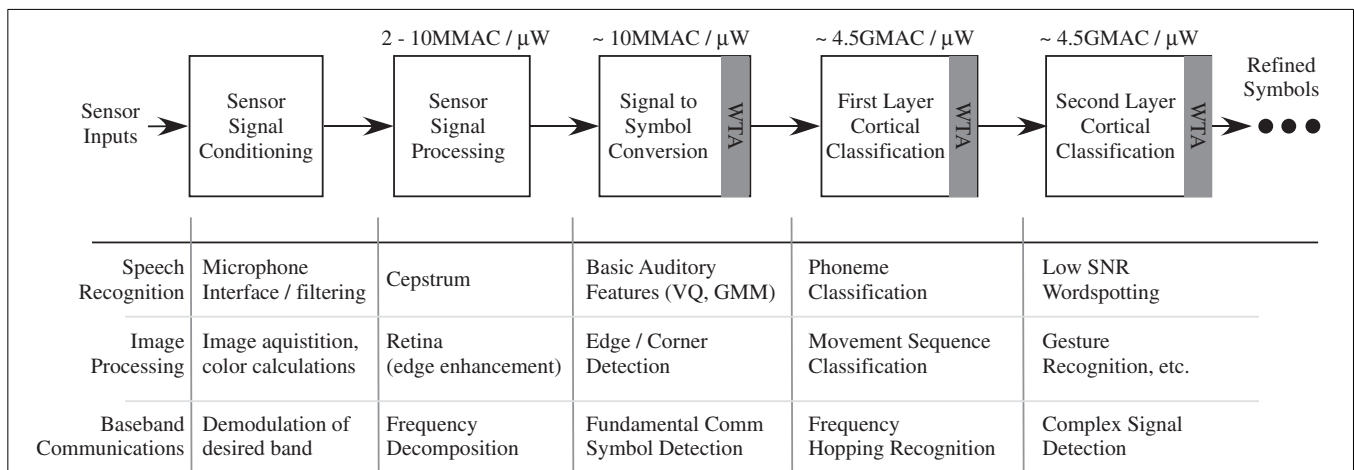 2 - 10MMAC / µW
~ 10MMAC / µW
~ 4.5GMAC / µW
~ 4.5GMAC / µW
Sensor
Inputs
Sensor
Signal
Conditioning
Sensor
Signal
Processing
Signal to
Symbol
Conversion
WTA
First Layer
Cortical
Classification
WTA
Second Layer
Cortical
Classification
WTA
Refined
Symbols
Speech
Recognition
Microphone
Interface / filtering
Cepstrum
Basic Auditory
Features (VQ, GMM)
Phoneme
Classification
Low SNR
Wordspotting
Image
Processing
Image aquistition,
color calculations
Retina
(edge enhancement)
Edge / Corner
Detection
Movement Sequence
Classification
Gesture
Recognition, etc.
Baseband
Communications
Demodulation of
desired band
Frequency
Decomposition
Fundamental Comm
Symbol Detection
Frequency
Hopping Recognition
Complex Signal
Detection